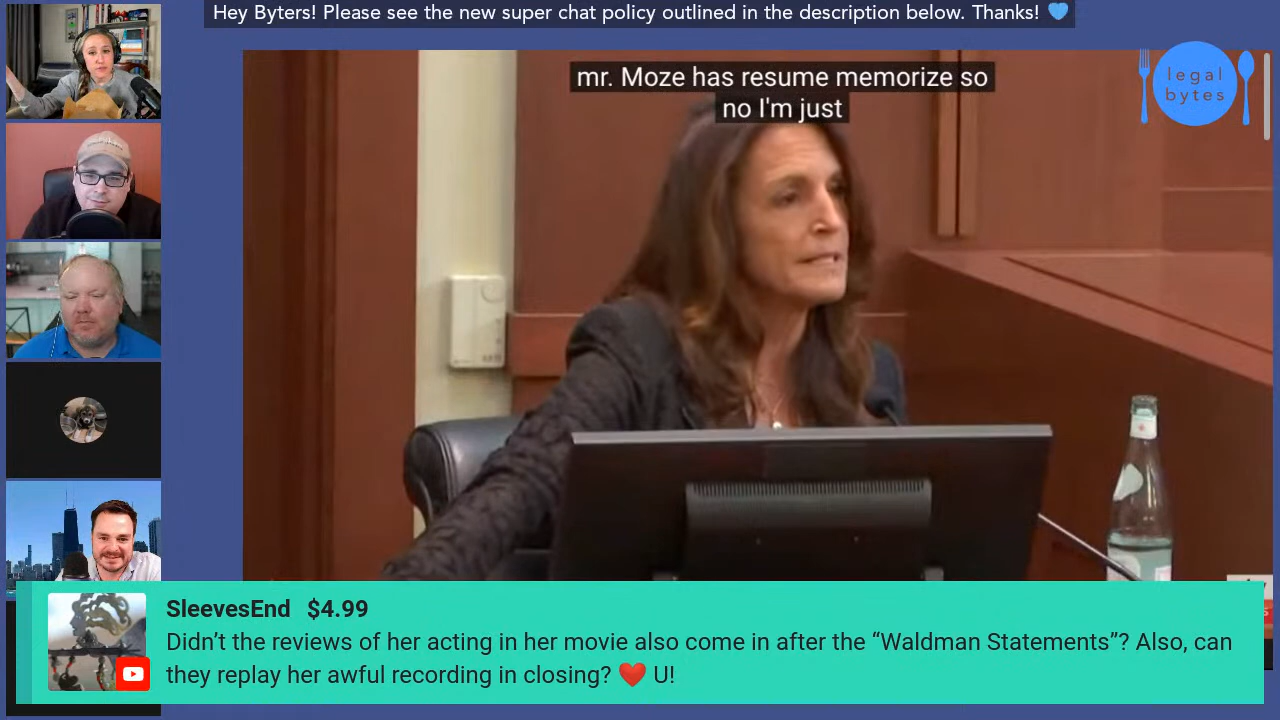 Hey Byters! Please see the new super chat policy outlined in the description below. Thanks! 💙
legal
bytes
mr. Moze has resume memorize so
no I'm just
SleevesEnd $4.99
Didn’t the reviews of her acting in her movie also come in after the “Waldman Statements”? Also, can
they replay her awful recording in closing? ❤️ U!